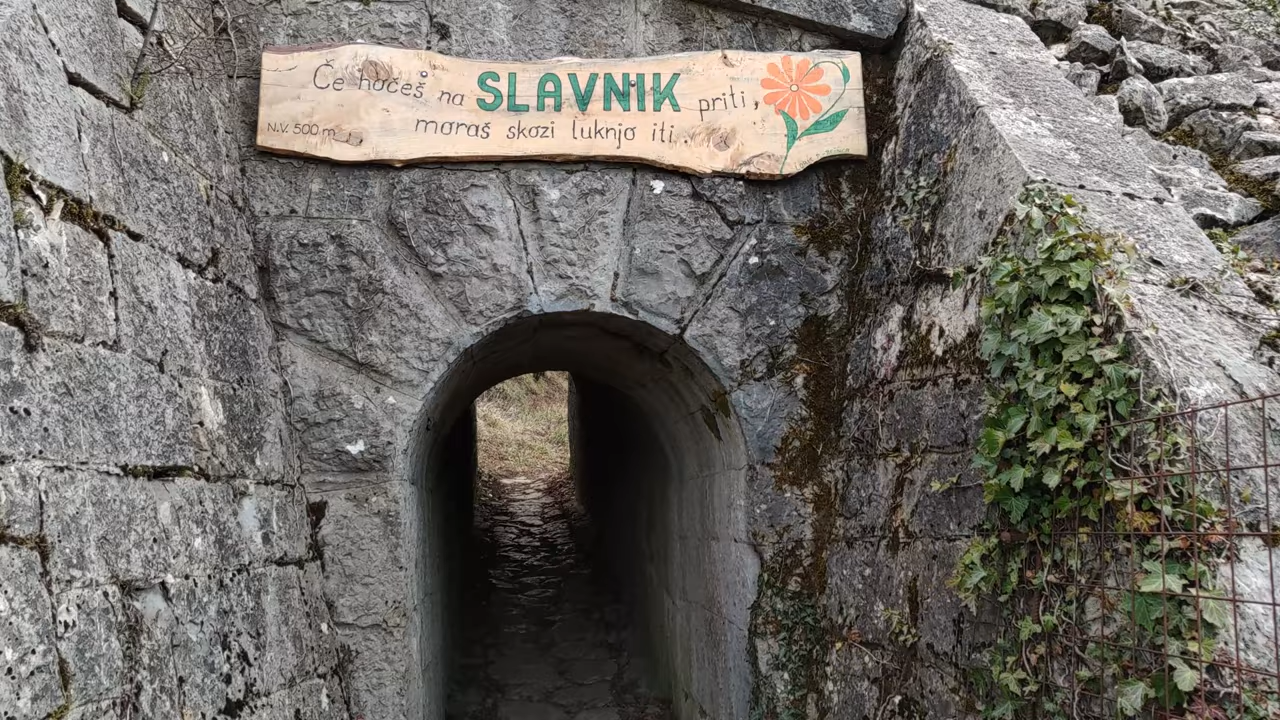 Če hočeš na SLAVNIK priti,
moraš skozi luknjo iti.
N.V. 500 m